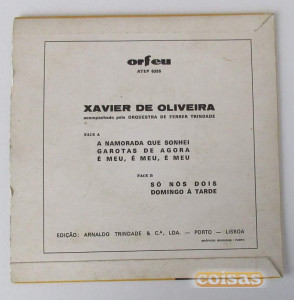 orfeu
ATEP 6356
XAVIER DE OLIVEIRA
acompanhado pela ORQUESTRA DE FERRER TRINDADE
FACE A
A NAMORADA QUE SONHEI
GAROTAS DE AGORA
É MEU, É MEU, É MEU
FACE B
SÓ NÓS DOIS
DOMINGO À TARDE
EDIÇÃO: ARNALDO TRINDADE & C.ª, LDA. — PORTO — LISBOA
coisas